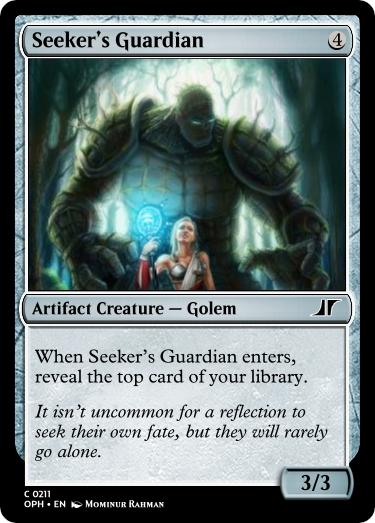 Seeker's Guardian 4
Artifact Creature — Golem
When Seeker's Guardian enters,
reveal the top card of your library.
It isn't uncommon for a reflection to
seek their own fate, but they will rarely
go alone.
3/3
C 0211
OPH • EN Mominur Rahman